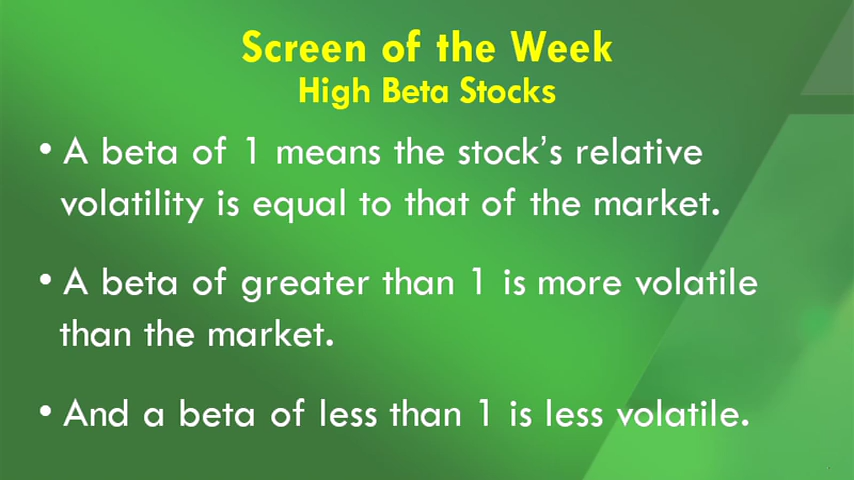 Screen of the Week
High Beta Stocks
• A beta of 1 means the stock’s relative
volatility is equal to that of the market.
• A beta of greater than 1 is more volatile
than the market.
• And a beta of less than 1 is less volatile.